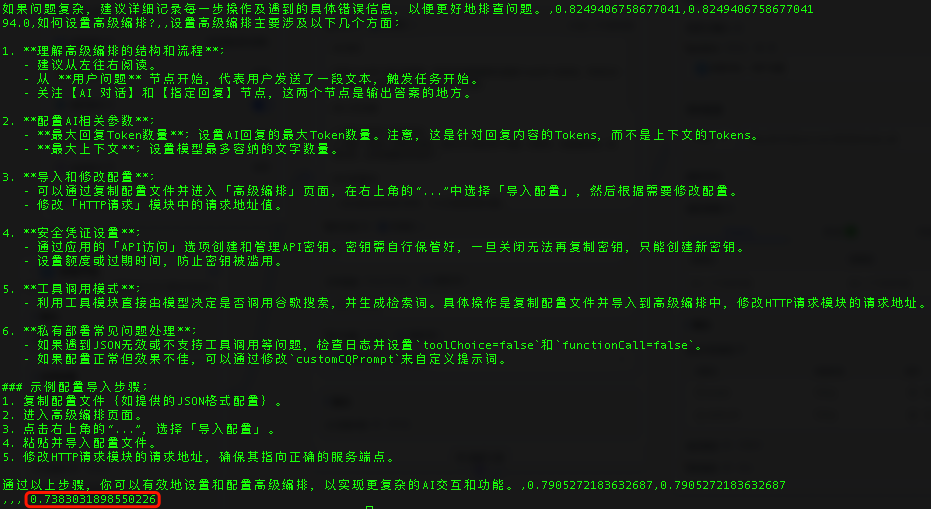 如果问题复杂，建议详细记录每一步操作及遇到的具体错误信息，以便更好地排查问题。,0.8249406758677041,0.8249406758677041
94.0,如何设置高级编排?,,设置高级编排主要涉及以下几个方面：
1. **理解高级编排的结构和流程**：
- 建议从左往右阅读。
- 从 **用户问题** 节点开始，代表用户发送了一段文本，触发任务开始。
- 关注【AI 对话】和【指定回复】节点，这两个节点是输出答案的地方。
2. **配置AI相关参数**：
- **最大回复Token数量**：设置AI回复的最大Token数量。注意，这是针对回复内容的Tokens，而不是上下文的Tokens。
- **最大上下文**：设置模型最多容纳的文字数量。
3. **导入和修改配置**：
- 可以通过复制配置文件并进入「高级编排」页面，在右上角的“...”中选择「导入配置」，然后根据需要修改配置。
- 修改「HTTP请求」模块中的请求地址值。
4. **安全凭证设置**：
- 通过应用的「API访问」选项创建和管理API密钥。密钥需自行保管好，一旦关闭无法再复制密钥，只能创建新密钥。
- 设置额度或过期时间，防止密钥被滥用。
5. **工具调用模式**：
- 利用工具模块直接由模型决定是否调用谷歌搜索，并生成检索词。具体操作是复制配置文件并导入到高级编排中，修改HTTP请求模块的请求地址。
6. **私有部署常见问题处理**：
- 如果遇到JSON无效或不支持工具调用等问题，检查日志并设置`toolChoice=false`和`functionCall=false`。
- 如果配置正常但效果不佳，可以通过修改`customCQPrompt`来自定义提示词。
### 示例配置导入步骤：
1. 复制配置文件（如提供的JSON格式配置）。
2. 进入高级编排页面。
3. 点击右上角的“...”，选择「导入配置」。
4. 粘贴并导入配置文件。
5. 修改HTTP请求模块的请求地址，确保其指向正确的服务端点。
通过以上步骤，你可以有效地设置和配置高级编排，以实现更复杂的AI交互和功能。,0.7905272183632687,0.7905272183632687
,,,0.7383031898550226